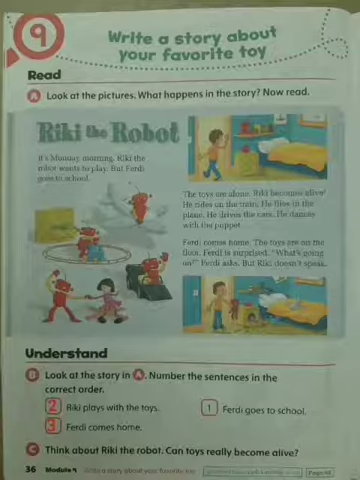 9
Write a story about
your favorite toy
Read
A Look at the pictures. What happens in the story? Now read.
Riki the Robot
It's Monday morning. Riki the
robot wants to play. But Ferdi
goes to school.
The toys are alone. Riki becomes alive!
He rides on the train. He flies in the
plane. He drives the cars. He dances
with the puppet.
Ferdi comes home. The toys are on the
floor. Ferdi is surprised. "What's going
on?" Ferdi asks. But Riki doesn't speak.
Understand
B Look at the story in A. Number the sentences in the
correct order.
2 Riki plays with the toys.
1 Ferdi goes to school.
3 Ferdi comes home.
C Think about Riki the robot. Can toys really become alive?
36 Module 9 Write a story about your favorite toy
Page 68